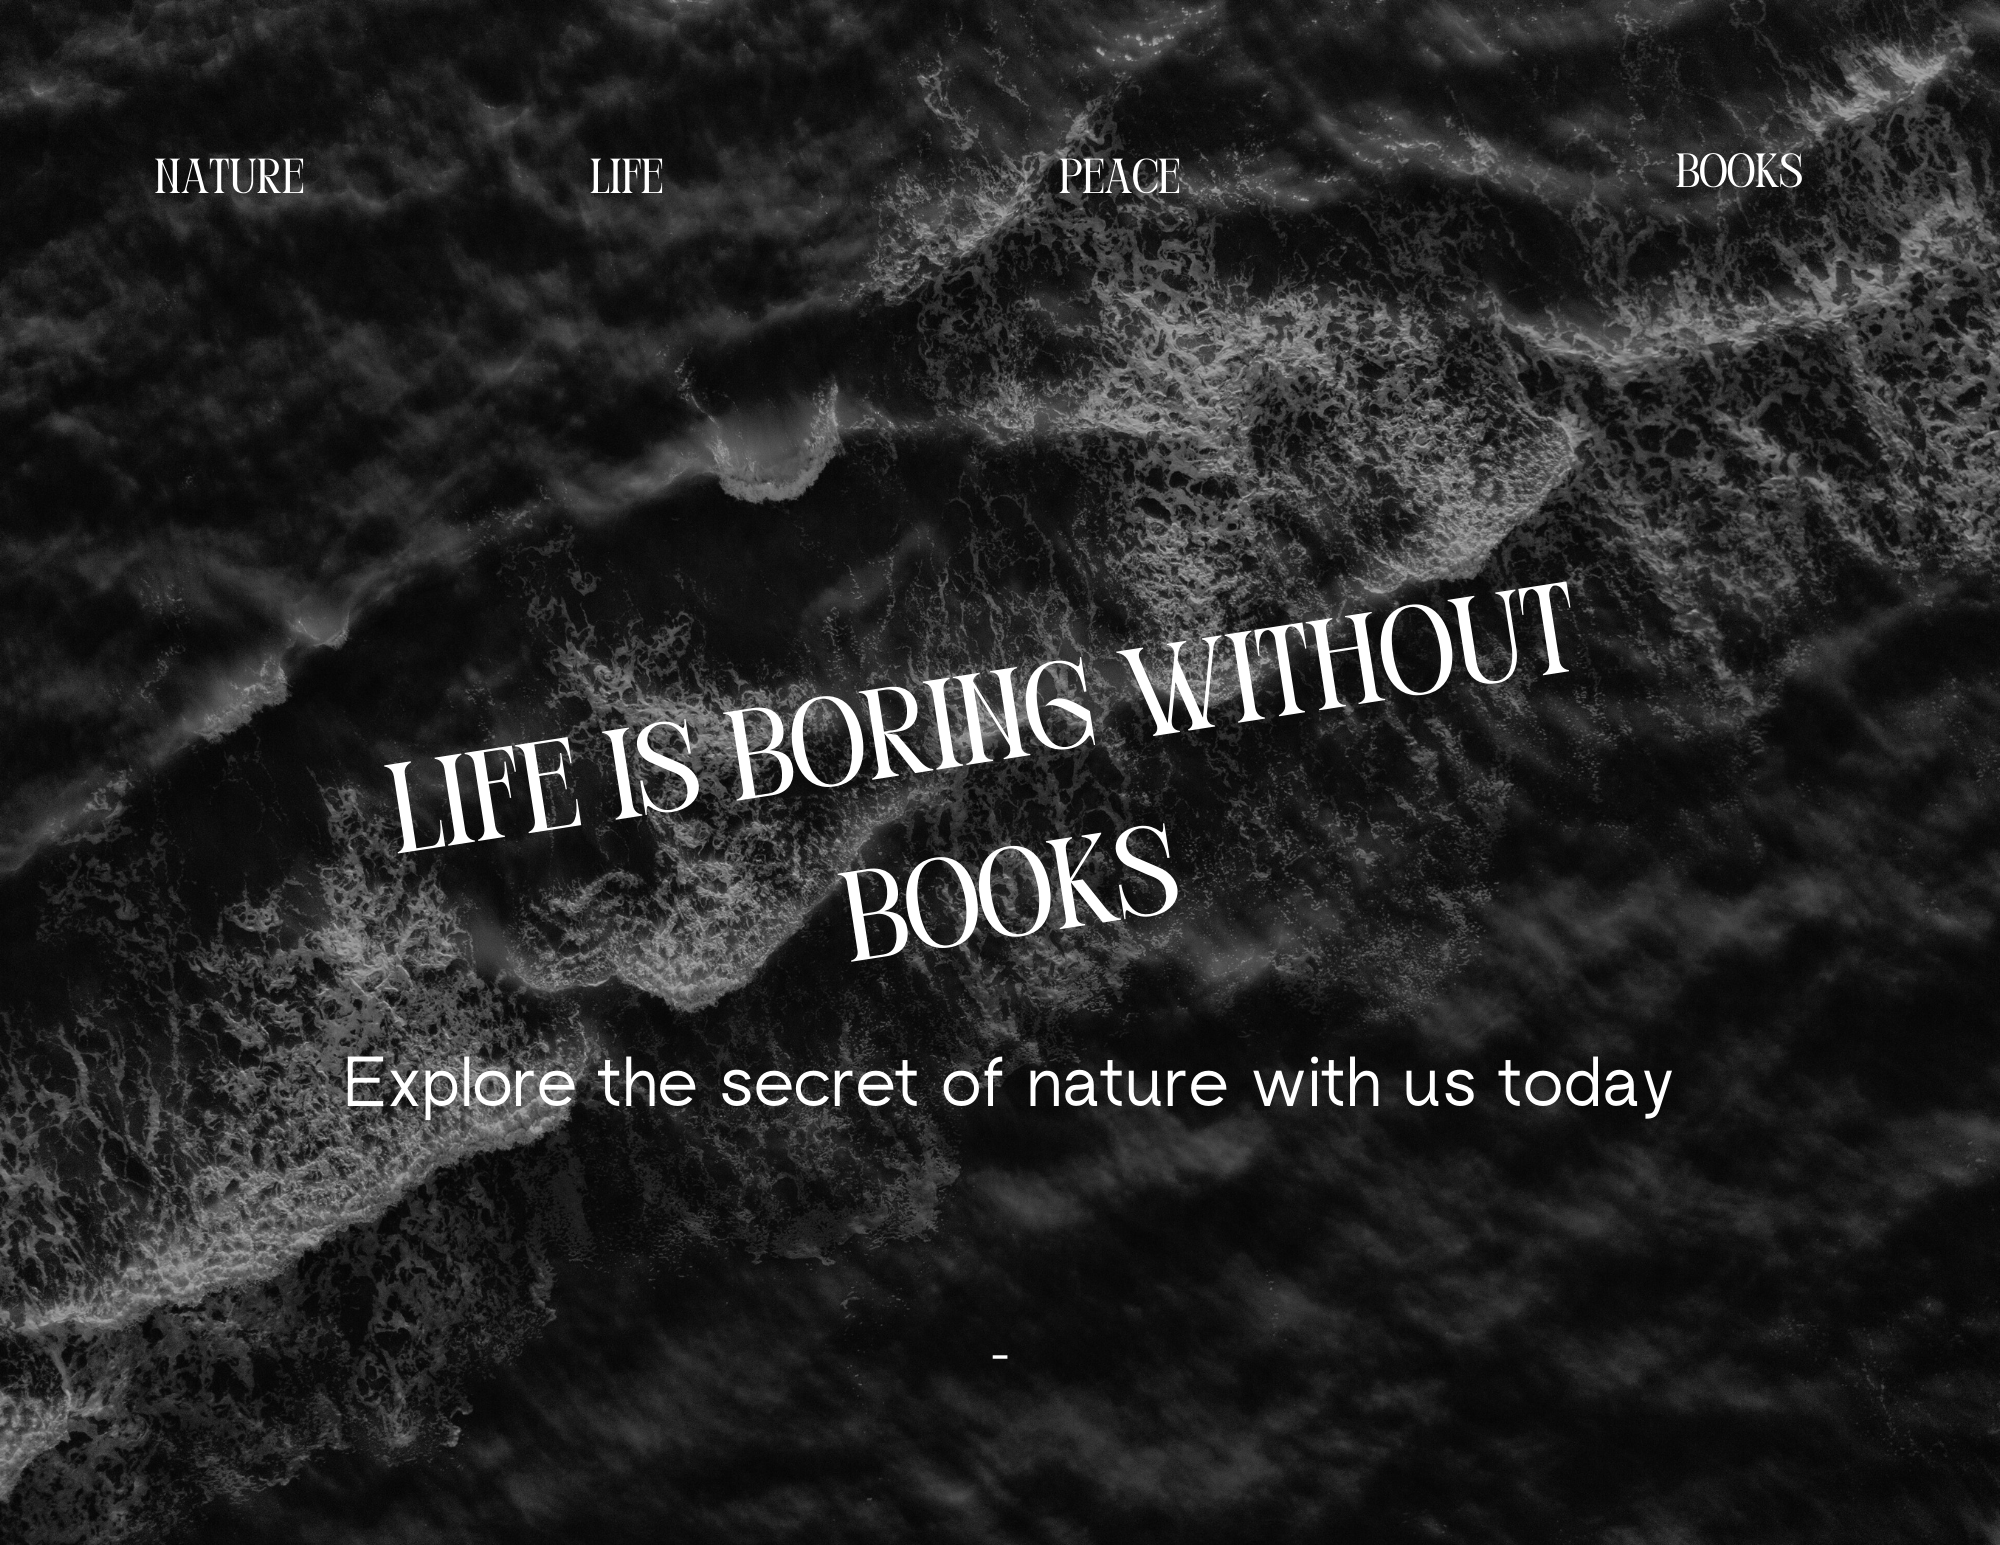 NATURE LIFE PEACE BOOKS
LIFE IS BORING WITHOUT
BOOKS
Explore the secret of nature with us today
-